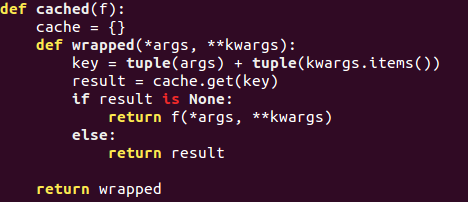 def cached(f):
    cache = {}
    def wrapped(*args, **kwargs):
        key = tuple(args) + tuple(kwargs.items())
        result = cache.get(key)
        if result is None:
            return f(*args, **kwargs)
        else:
            return result

    return wrapped